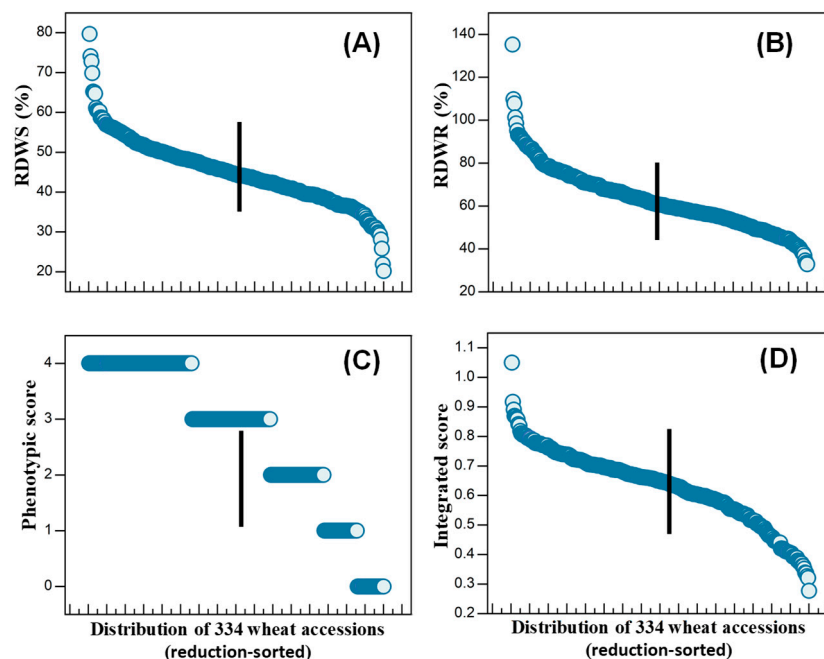 (A)
RDWS (%)
80
70
60
50
40
30
20
(B)
RDWR (%)
140
120
100
80
60
40
20
(C)
Phenotypic score
4
3
2
1
0
Distribution of 334 wheat accessions
(reduction-sorted)
(D)
Integrated score
1.1
1.0
0.9
0.8
0.7
0.6
0.5
0.4
0.3
0.2
Distribution of 334 wheat accessions
(reduction-sorted)